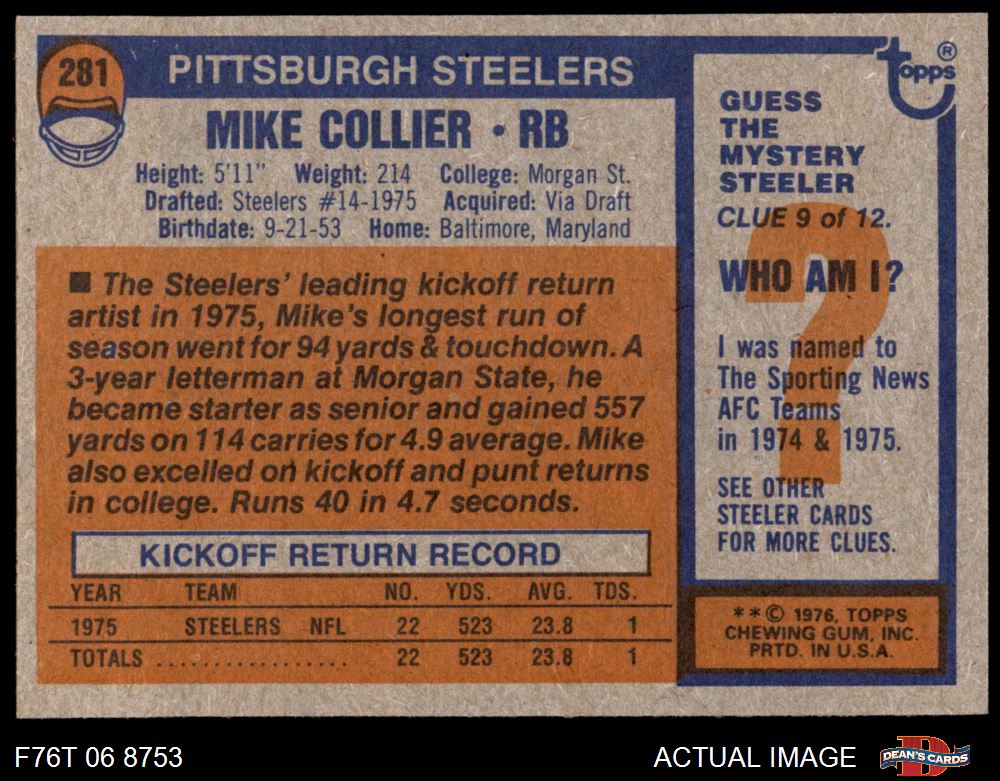 281
PITTSBURGH STEELERS
MIKE COLLIER • RB
Height: 5'11" Weight: 214 College: Morgan St.
Drafted: Steelers #14-1975 Acquired: Via Draft
Birthdate: 9-21-53 Home: Baltimore, Maryland
■ The Steelers' leading kickoff return
artist in 1975, Mike's longest run of
season went for 94 yards & touchdown. A
3-year letterman at Morgan State, he
became starter as senior and gained 557
yards on 114 carries for 4.9 average. Mike
also excelled on kickoff and punt returns
in college. Runs 40 in 4.7 seconds.
KICKOFF RETURN RECORD
YEAR TEAM NO. YDS. AVG. TDS.
1975 STEELERS NFL 22 523 23.8 1
TOTALS ................ 22 523 23.8 1
topps ®
GUESS
THE
MYSTERY
STEELER
CLUE 9 of 12.
?
WHO AM I?
I was named to
The Sporting News
AFC Teams
in 1974 & 1975.
SEE OTHER
STEELER CARDS
FOR MORE CLUES.
**© 1976, TOPPS
CHEWING GUM, INC.
PRTD. IN U.S.A.
F76T 06 8753
ACTUAL IMAGE
D
DEAN'S CARDS